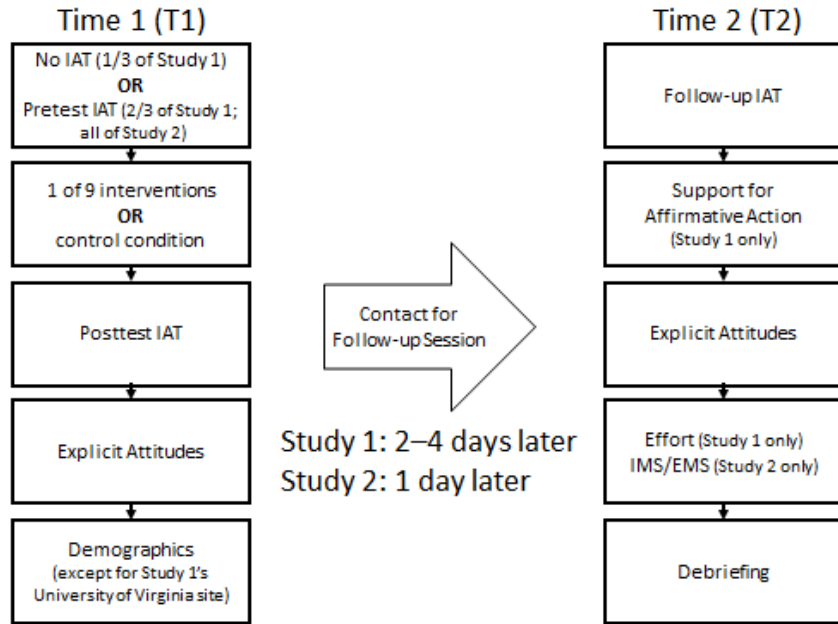 Time 1 (T1)
No IAT (1/3 of Study 1)
OR
Pretest IAT (2/3 of Study 1;
all of Study 2)
1 of 9 interventions
OR
control condition
Posttest IAT
Explicit Attitudes
Demographics
(except for Study 1's
University of Virginia site)
Contact for
Follow-up Session
Study 1: 2–4 days later
Study 2: 1 day later
Time 2 (T2)
Follow-up IAT
Support for
Affirmative Action
(Study 1 only)
Explicit Attitudes
Effort (Study 1 only)
IMS/EMS (Study 2 only)
Debriefing